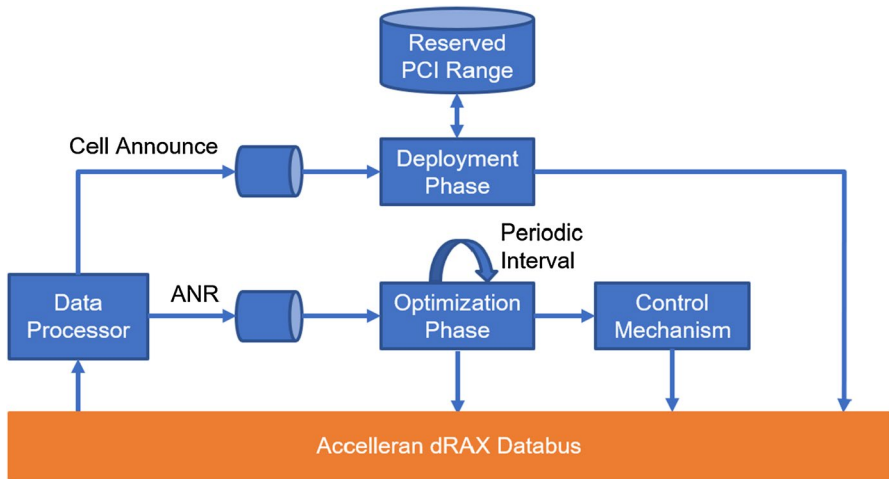 Reserved
PCI Range
Cell Announce
Deployment
Phase
Periodic
Interval
ANR
Data
Processor
Optimization
Phase
Control
Mechanism
Accelleran dRAX Databus